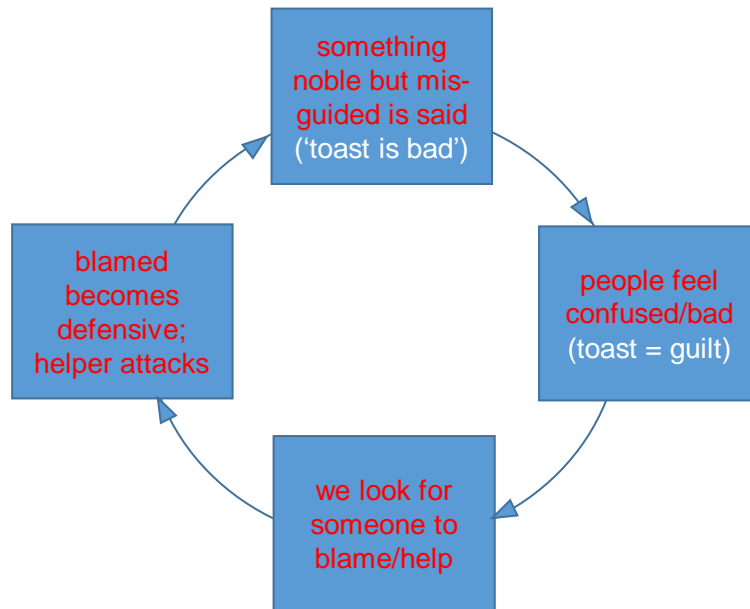 something
noble but mis-
guided is said
(‘toast is bad’)
people feel
confused/bad
(toast = guilt)
we look for
someone to
blame/help
blamed
becomes
defensive;
helper attacks